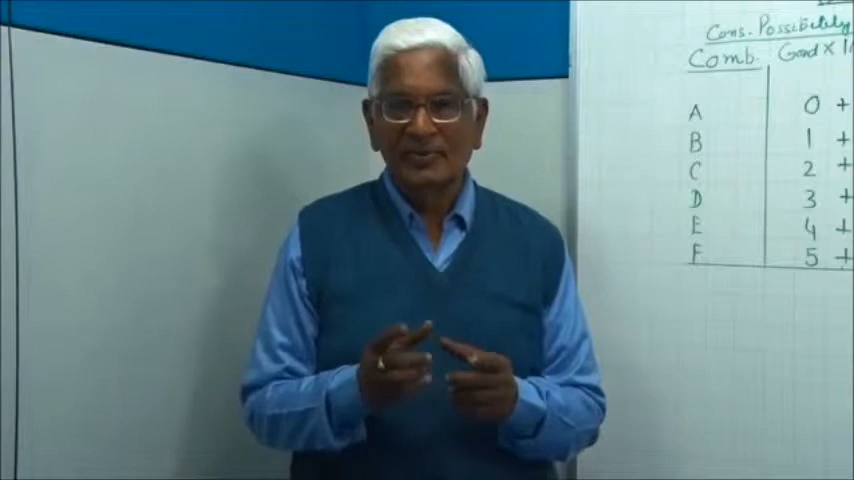 Cons. Possibility
Comb. Good X
A 0 +
B 1 +
C 2 +
D 3 +
E 4 +
F 5 +